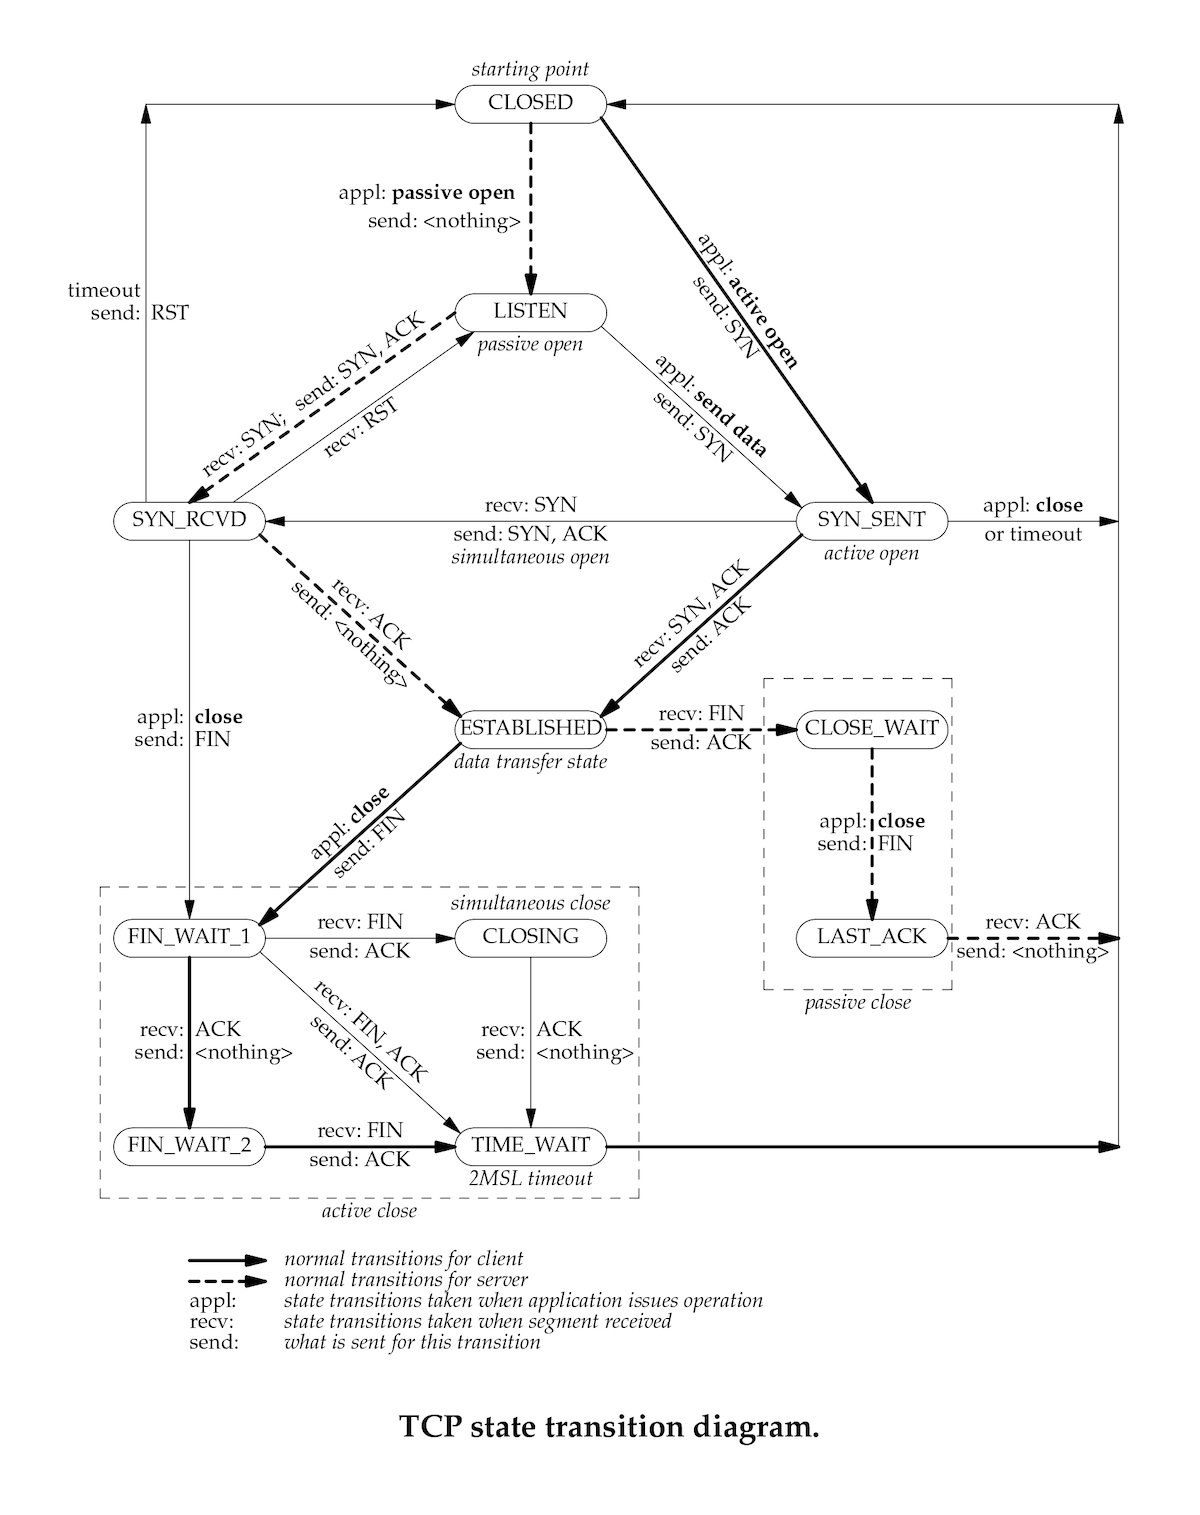 starting point
CLOSED
appl: passive open
send: <nothing>
appl: active open
send: SYN
timeout
send: RST
LISTEN
passive open
recv: SYN; send: SYN, ACK
recv: RST
appl: send data
send: SYN
SYN_RCVD
recv: SYN
send: SYN, ACK
simultaneous open
SYN_SENT
active open
appl: close
or timeout
recv: ACK
send: <nothing>
recv: SYN, ACK
send: ACK
appl: close
send: FIN
ESTABLISHED
data transfer state
recv: FIN
send: ACK
CLOSE_WAIT
appl: close
send: FIN
appl: close
send: FIN
simultaneous close
FIN_WAIT_1
recv: FIN
send: ACK
CLOSING
LAST_ACK
recv: ACK
send: <nothing>
passive close
recv: ACK
send: <nothing>
recv: FIN, ACK
send: ACK
recv: ACK
send: <nothing>
FIN_WAIT_2
recv: FIN
send: ACK
TIME_WAIT
2MSL timeout
active close
normal transitions for client
normal transitions for server
appl: state transitions taken when application issues operation
recv: state transitions taken when segment received
send: what is sent for this transition
TCP state transition diagram.